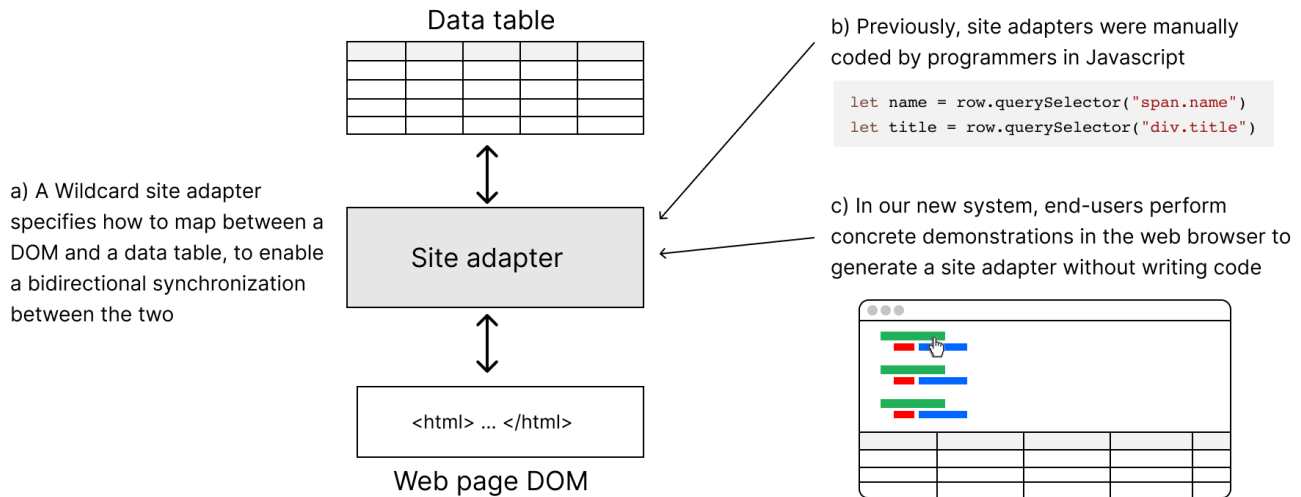 Data table
a) A Wildcard site adapter
specifies how to map between a
DOM and a data table, to enable
a bidirectional synchronization
between the two
Site adapter
<html> ... </html>
Web page DOM
b) Previously, site adapters were manually
coded by programmers in Javascript
let name = row.querySelector("span.name")
let title = row.querySelector("div.title")
c) In our new system, end-users perform
concrete demonstrations in the web browser to
generate a site adapter without writing code